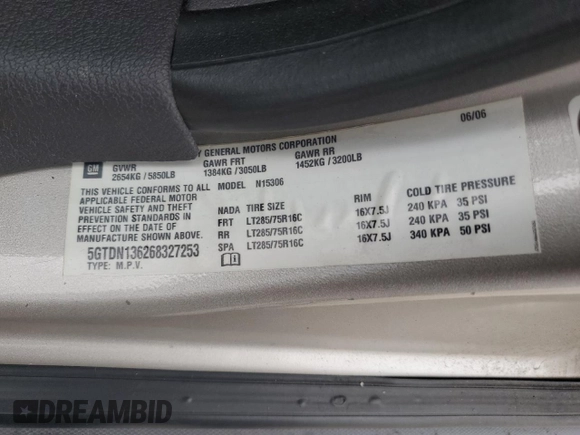 06/06
Y GENERAL MOTORS CORPORATION
GM
GVWR GAWR FRT GAWR RR
2654KG / 5850LB 1384KG / 3050LB 1452KG / 3200LB
THIS VEHICLE CONFORMS TO ALL
APPLICABLE FEDERAL MOTOR
VEHICLE SAFETY AND THEFT
PREVENTION STANDARDS IN
EFFECT ON THE DATE OF
MANUFACTURE SHOWN ABOVE.
5GTDN136268327253
TYPE: M.P.V.
MODEL N15306
NADA TIRE SIZE RIM COLD TIRE PRESSURE
FRT LT285/75R16C 16X7.5J 240 KPA 35 PSI
RR LT285/75R16C 16X7.5J 240 KPA 35 PSI
SPA LT285/75R16C 16X7.5J 340 KPA 50 PSI
DREAMBID